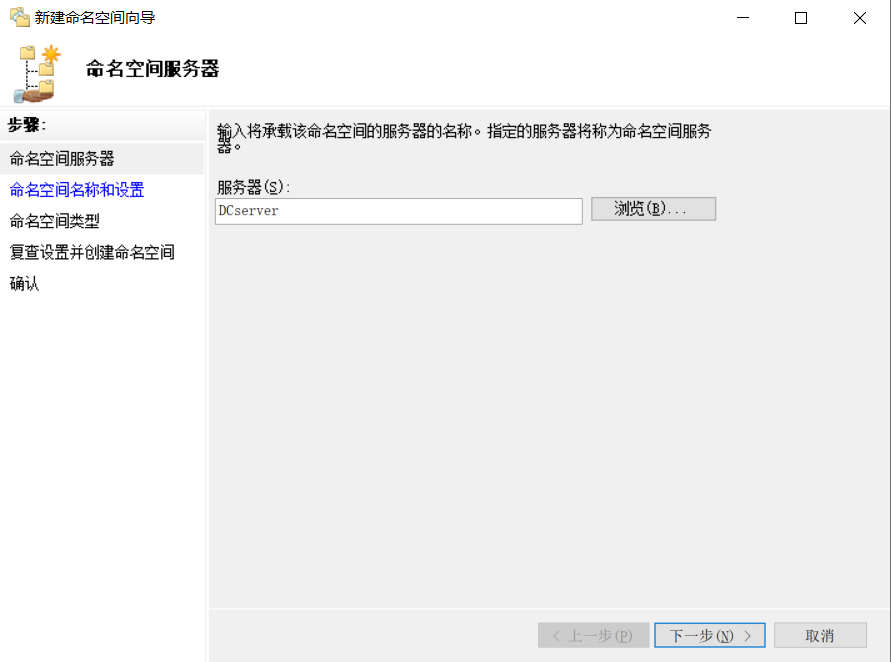 新建命名空间向导
命名空间服务器
步骤:
命名空间服务器
命名空间名称和设置
命名空间类型
复查设置并创建命名空间
确认
输入将承载该命名空间的服务器的名称。指定的服务器将称为命名空间服务
器。
服务器(S):
DCserver
浏览(B)...
< 上一步(P)
下一步(N) >
取消